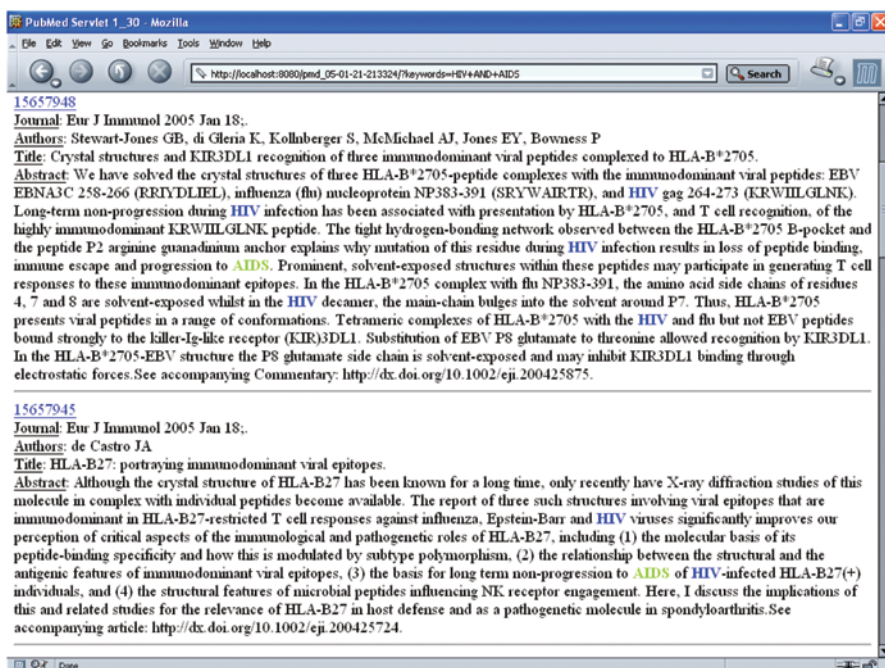 PubMed Servlet 1_30 - Mozilla
File Edit View Go Bookmarks Tools Window Help
http://localhost:8080/pmd_05-01-21-213324/?keywords=HIV+AND+AIDS
Search
15657948
Journal: Eur J Immunol 2005 Jan 18;.
Authors: Stewart-Jones GB, di Gleria K, Kollnberger S, McMichael AJ, Jones EY, Bowness P
Title: Crystal structures and KIR3DL1 recognition of three immunodominant viral peptides complexed to HLA-B*2705.
Abstract: We have solved the crystal structures of three HLA-B*2705-peptide complexes with the immunodominant viral peptides: EBV
EBNA3C 258-266 (RRIYDLIEL), influenza (flu) nucleoprotein NP383-391 (SRYWAIRTR), and HIV gag 264-273 (KRWIILGLNK).
Long-term non-progression during HIV infection has been associated with presentation by HLA-B*2705, and T cell recognition, of the
highly immunodominant KRWIILGLNK peptide. The tight hydrogen-bonding network observed between the HLA-B*2705 B-pocket and
the peptide P2 arginine guanadinium anchor explains why mutation of this residue during HIV infection results in loss of peptide binding,
immune escape and progression to AIDS. Prominent, solvent-exposed structures within these peptides may participate in generating T cell
responses to these immunodominant epitopes. In the HLA-B*2705 complex with flu NP383-391, the amino acid side chains of residues
4, 7 and 8 are solvent-exposed whilst in the HIV decamer, the main-chain bulges into the solvent around P7. Thus, HLA-B*2705
presents viral peptides in a range of conformations. Tetrameric complexes of HLA-B*2705 with the HIV and flu but not EBV peptides
bound strongly to the killer-Ig-like receptor (KIR)3DL1. Substitution of EBV P8 glutamate to threonine allowed recognition by KIR3DL1.
In the HLA-B*2705-EBV structure the P8 glutamate side chain is solvent-exposed and may inhibit KIR3DL1 binding through
electrostatic forces.See accompanying Commentary: http://dx.doi.org/10.1002/eji.200425875.
15657945
Journal: Eur J Immunol 2005 Jan 18;.
Authors: de Castro JA
Title: HLA-B27: portraying immunodominant viral epitopes.
Abstract: Although the crystal structure of HLA-B27 has been known for a long time, only recently have X-ray diffraction studies of this
molecule in complex with individual peptides become available. The report of three such structures involving viral epitopes that are
immunodominant in HLA-B27-restricted T cell responses against influenza, Epstein-Barr and HIV viruses significantly improves our
perception of critical aspects of the immunological and pathogenetic roles of HLA-B27, including (1) the molecular basis of its
peptide-binding specificity and how this is modulated by subtype polymorphism, (2) the relationship between the structural and the
antigenic features of immunodominant viral epitopes, (3) the basis for long term non-progression to AIDS of HIV-infected HLA-B27(+)
individuals, and (4) the structural features of microbial peptides influencing NK receptor engagement. Here, I discuss the implications of
this and related studies for the relevance of HLA-B27 in host defense and as a pathogenetic molecule in spondyloarthritis.See
accompanying article: http://dx.doi.org/10.1002/eji.200425724.
Done